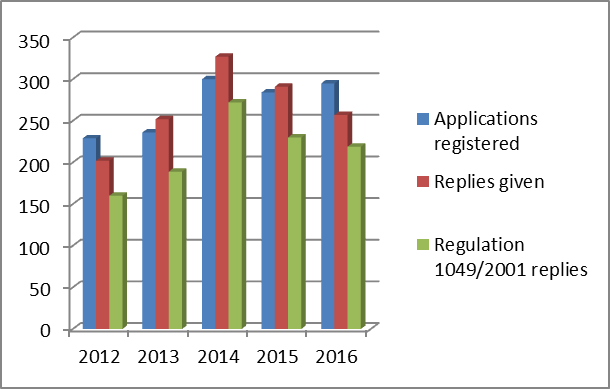 350
300
250
200
150
100
50
0
2012 2013 2014 2015 2016
Applications
registered
Replies given
Regulation
1049/2001 replies